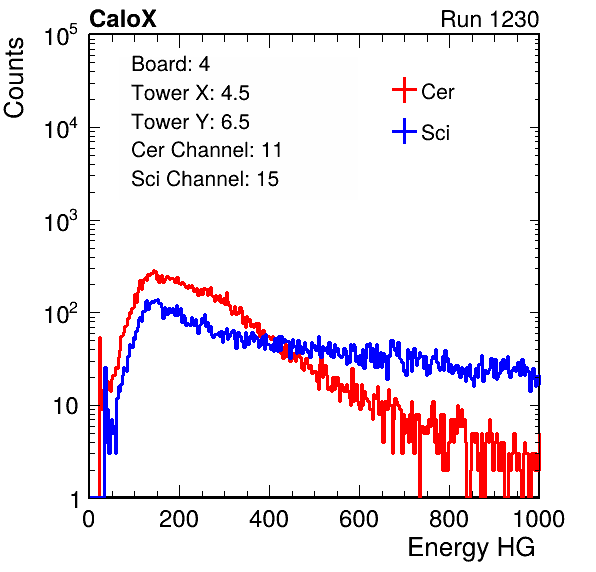 CaloX Run 1230
Counts
10^5
10^4
10^3
10^2
10
1
Board: 4
Tower X: 4.5
Tower Y: 6.5
Cer Channel: 11
Sci Channel: 15
Cer
Sci
0 200 400 600 800 1000
Energy HG